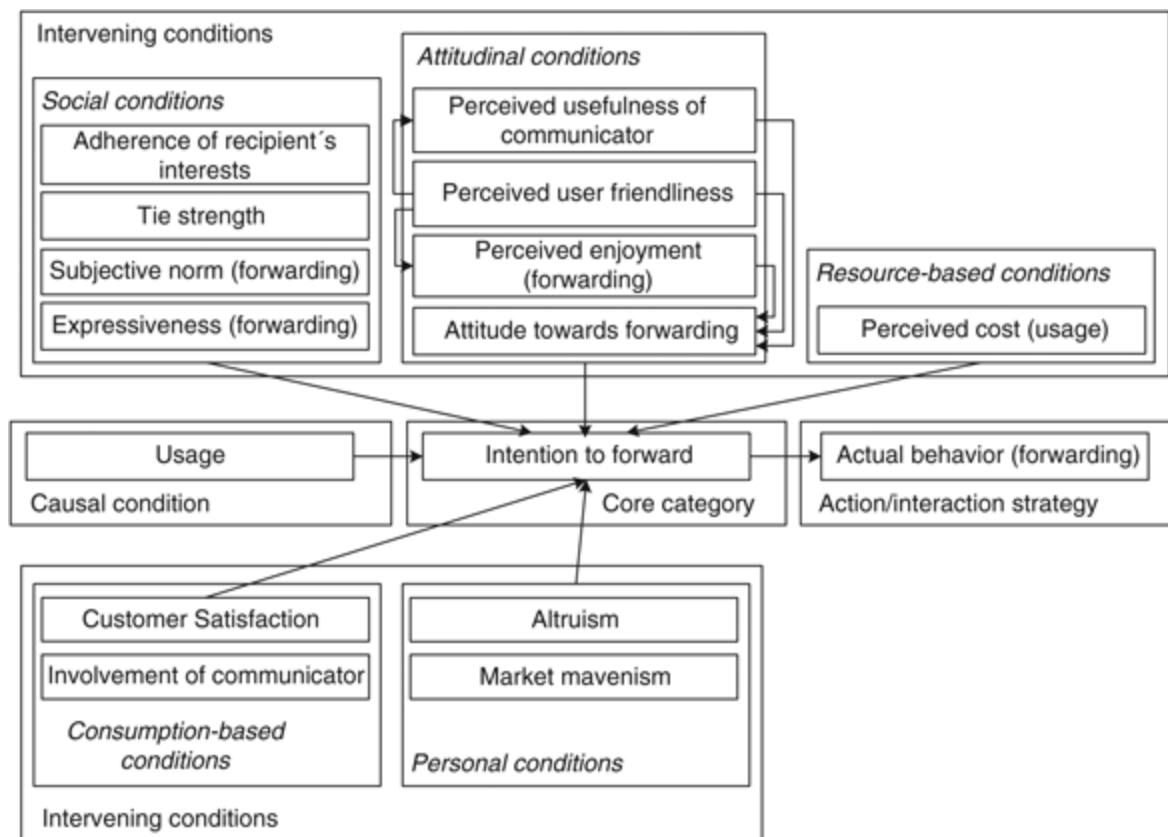 Intervening conditions
Social conditions
Adherence of recipient´s
interests
Tie strength
Subjective norm (forwarding)
Expressiveness (forwarding)
Attitudinal conditions
Perceived usefulness of
communicator
Perceived user friendliness
Perceived enjoyment
(forwarding)
Attitude towards forwarding
Resource-based conditions
Perceived cost (usage)
Usage
Causal condition
Intention to forward
Core category
Actual behavior (forwarding)
Action/interaction strategy
Customer Satisfaction
Involvement of communicator
Consumption-based
conditions
Altruism
Market mavenism
Personal conditions
Intervening conditions